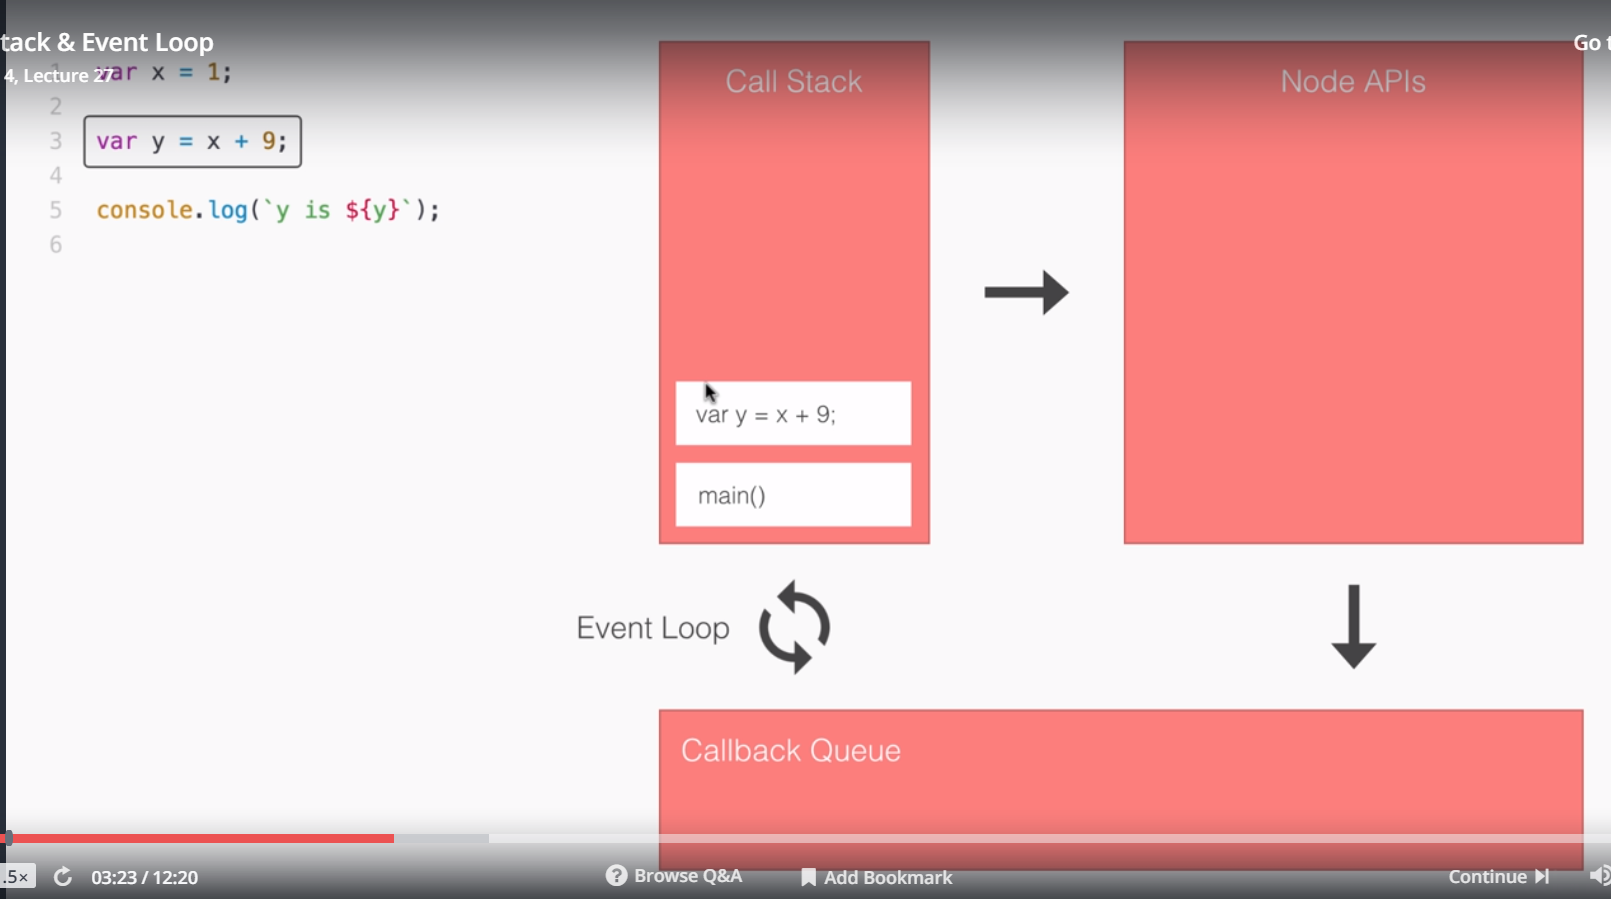 tack & Event Loop
Go t
4, Lecture 27
1 var x = 1;
2
3 var y = x + 9;
4
5 console.log(`y is ${y}`);
6
Call Stack
var y = x + 9;
main()
Node APIs
Event Loop
Callback Queue
.5×
03:23 / 12:20
? Browse Q&A
Add Bookmark
Continue